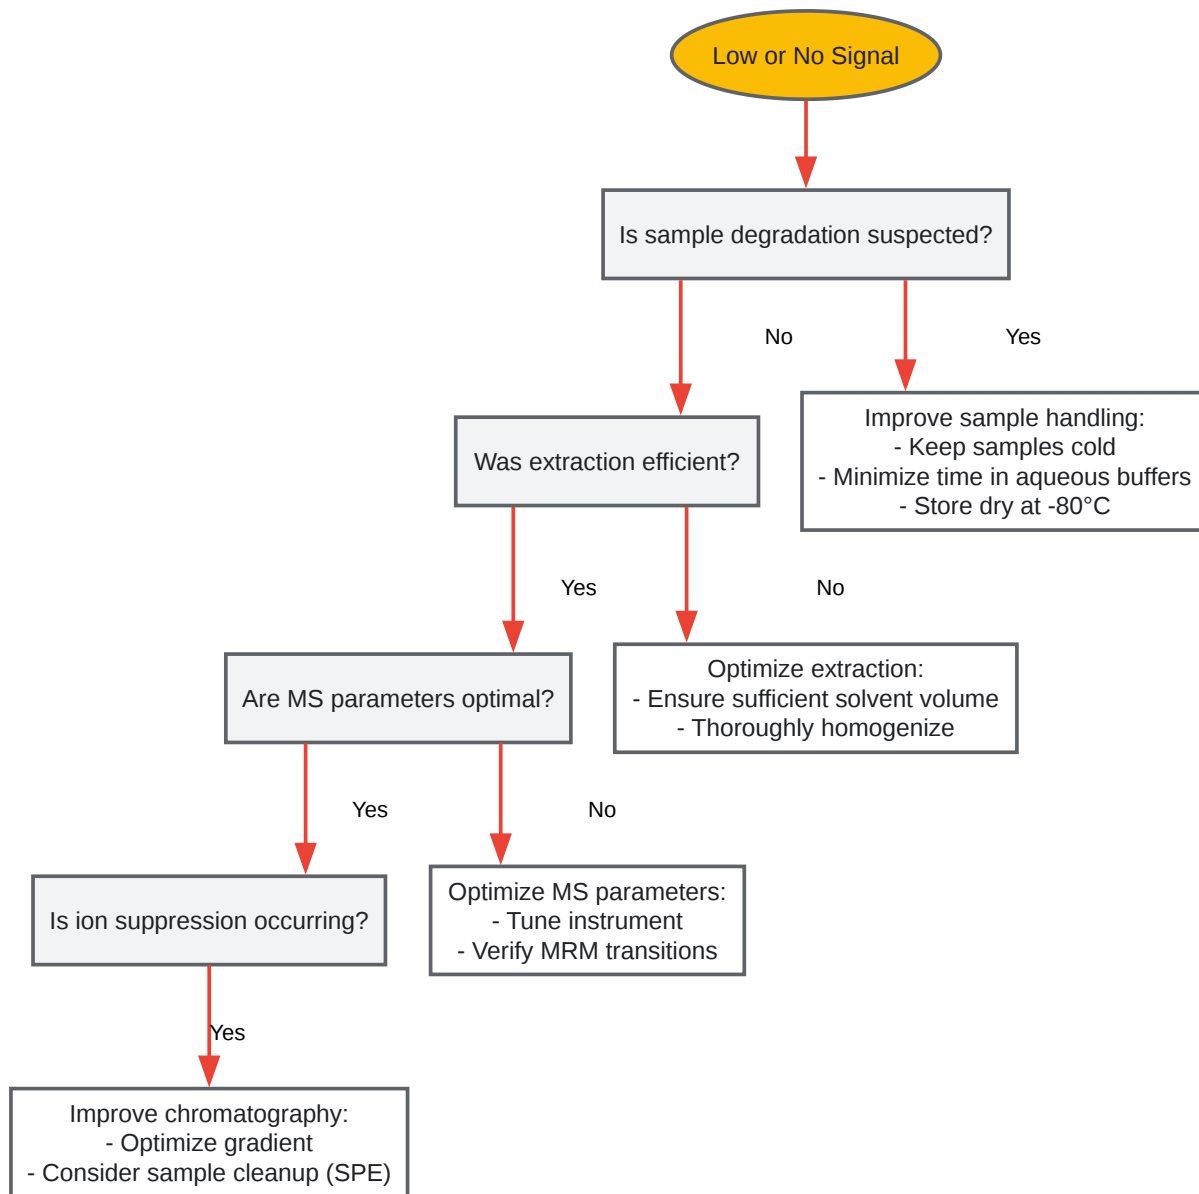 Low or No Signal
Is sample degradation suspected?
No
Yes
Improve sample handling:
- Keep samples cold
- Minimize time in aqueous buffers
- Store dry at -80°C
Was extraction efficient?
Yes
No
Optimize extraction:
- Ensure sufficient solvent volume
- Thoroughly homogenize
Are MS parameters optimal?
Yes
No
Optimize MS parameters:
- Tune instrument
- Verify MRM transitions
Is ion suppression occurring?
Yes
Improve chromatography:
- Optimize gradient
- Consider sample cleanup (SPE)